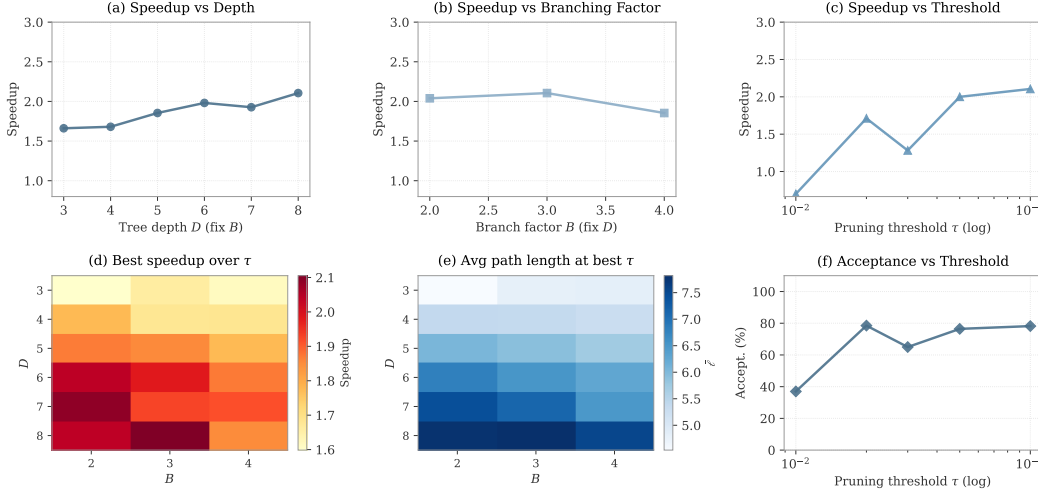 (a) Speedup vs Depth
3.0
2.5
2.0
1.5
1.0
Speedup
3 4 5 6 7 8
Tree depth D (fix B)
(b) Speedup vs Branching Factor
3.0
2.5
2.0
1.5
1.0
Speedup
2.0 2.5 3.0 3.5 4.0
Branch factor B (fix D)
(c) Speedup vs Threshold
3.0
2.5
2.0
1.5
1.0
Speedup
10⁻² 10⁻
Pruning threshold τ (log)
(d) Best speedup over τ
3
4
5
6
7
8
D
2 3 4
B
2.1
2.0
1.9
1.8
1.7
1.6
Speedup
(e) Avg path length at best τ
3
4
5
6
7
8
D
2 3 4
B
7.5
7.0
6.5
6.0
5.5
5.0
ℓ̄
(f) Acceptance vs Threshold
100
80
60
40
20
0
Accept. (%)
10⁻² 10⁻
Pruning threshold τ (log)